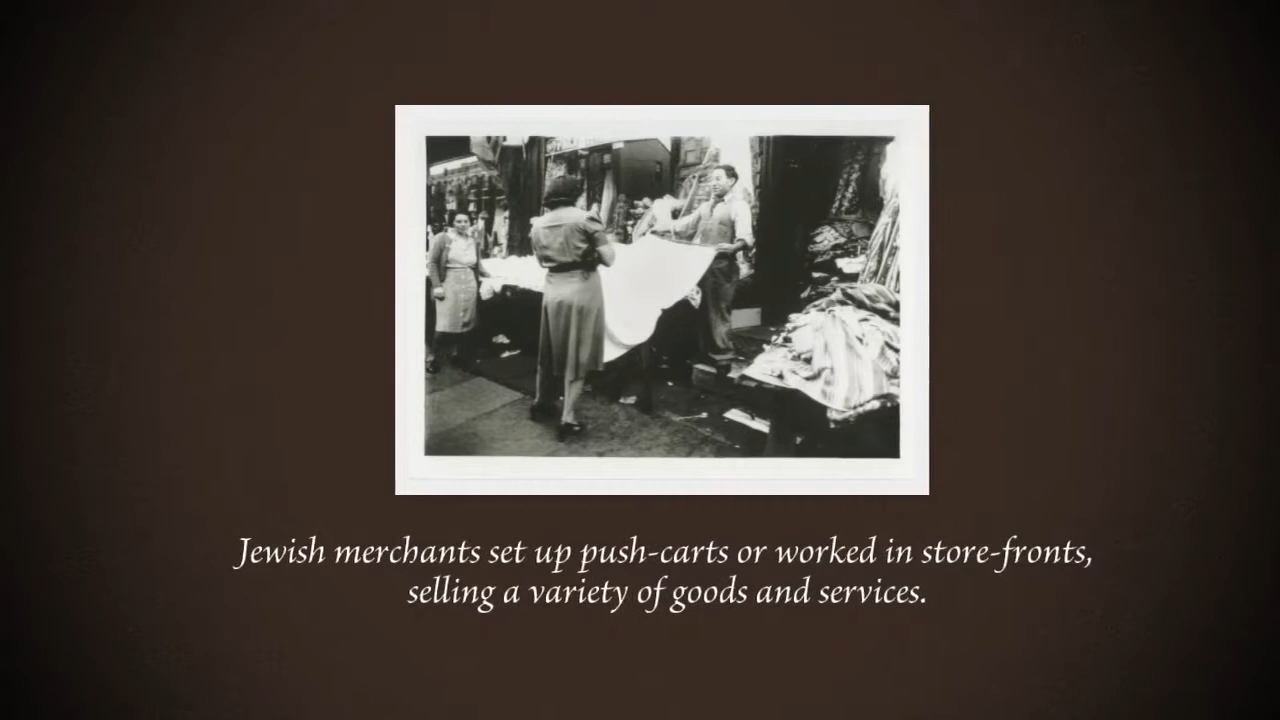 Jewish merchants set up push-carts or worked in store-fronts,
selling a variety of goods and services.